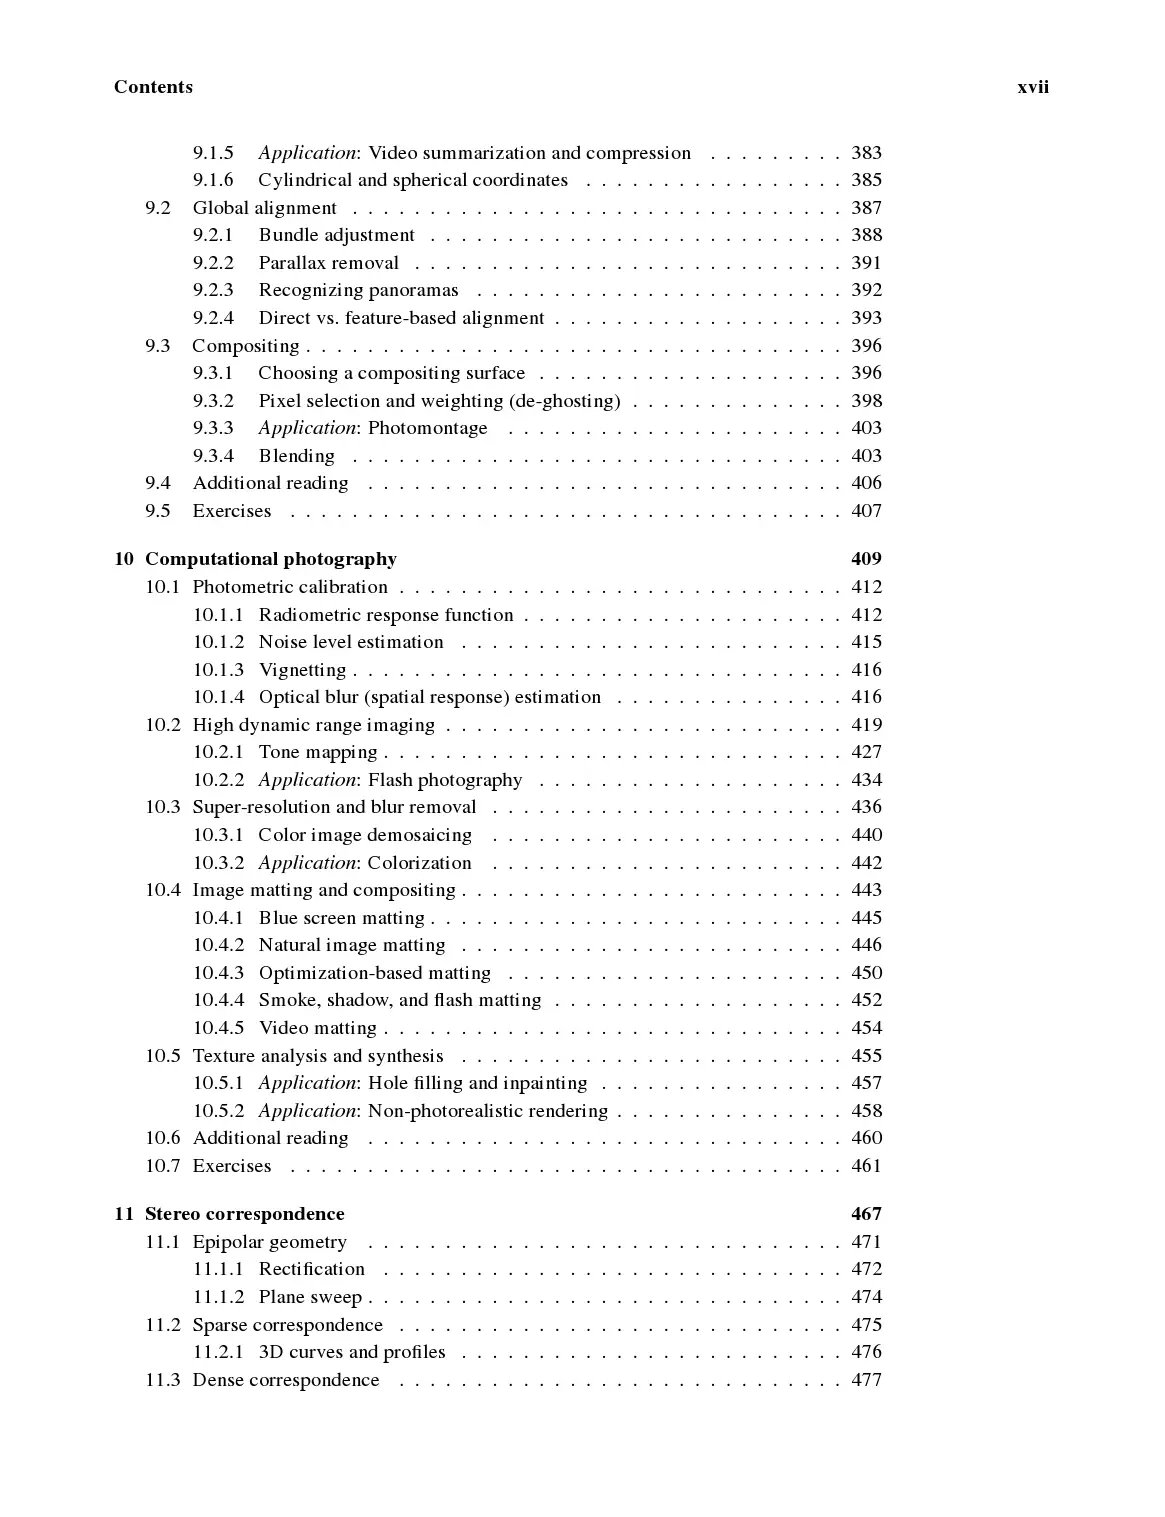 Contents xvii
9.1.5 Application: Video summarization and compression . . . . . . . . . 383
9.1.6 Cylindrical and spherical coordinates . . . . . . . . . . . . . . . . . 385
9.2 Global alignment . . . . . . . . . . . . . . . . . . . . . . . . . . . . . . . . 387
9.2.1 Bundle adjustment . . . . . . . . . . . . . . . . . . . . . . . . . . . 388
9.2.2 Parallax removal . . . . . . . . . . . . . . . . . . . . . . . . . . . . 391
9.2.3 Recognizing panoramas . . . . . . . . . . . . . . . . . . . . . . . . 392
9.2.4 Direct vs. feature-based alignment . . . . . . . . . . . . . . . . . . . 393
9.3 Compositing . . . . . . . . . . . . . . . . . . . . . . . . . . . . . . . . . . . 396
9.3.1 Choosing a compositing surface . . . . . . . . . . . . . . . . . . . . 396
9.3.2 Pixel selection and weighting (de-ghosting) . . . . . . . . . . . . . . 398
9.3.3 Application: Photomontage . . . . . . . . . . . . . . . . . . . . . . 403
9.3.4 Blending . . . . . . . . . . . . . . . . . . . . . . . . . . . . . . . . 403
9.4 Additional reading . . . . . . . . . . . . . . . . . . . . . . . . . . . . . . . 406
9.5 Exercises . . . . . . . . . . . . . . . . . . . . . . . . . . . . . . . . . . . . 407
10 Computational photography 409
10.1 Photometric calibration . . . . . . . . . . . . . . . . . . . . . . . . . . . . . 412
10.1.1 Radiometric response function . . . . . . . . . . . . . . . . . . . . . 412
10.1.2 Noise level estimation . . . . . . . . . . . . . . . . . . . . . . . . . 415
10.1.3 Vignetting . . . . . . . . . . . . . . . . . . . . . . . . . . . . . . . . 416
10.1.4 Optical blur (spatial response) estimation . . . . . . . . . . . . . . . 416
10.2 High dynamic range imaging . . . . . . . . . . . . . . . . . . . . . . . . . . 419
10.2.1 Tone mapping . . . . . . . . . . . . . . . . . . . . . . . . . . . . . . 427
10.2.2 Application: Flash photography . . . . . . . . . . . . . . . . . . . . 434
10.3 Super-resolution and blur removal . . . . . . . . . . . . . . . . . . . . . . . 436
10.3.1 Color image demosaicing . . . . . . . . . . . . . . . . . . . . . . . 440
10.3.2 Application: Colorization . . . . . . . . . . . . . . . . . . . . . . . 442
10.4 Image matting and compositing . . . . . . . . . . . . . . . . . . . . . . . . . 443
10.4.1 Blue screen matting . . . . . . . . . . . . . . . . . . . . . . . . . . . 445
10.4.2 Natural image matting . . . . . . . . . . . . . . . . . . . . . . . . . 446
10.4.3 Optimization-based matting . . . . . . . . . . . . . . . . . . . . . . 450
10.4.4 Smoke, shadow, and flash matting . . . . . . . . . . . . . . . . . . . 452
10.4.5 Video matting . . . . . . . . . . . . . . . . . . . . . . . . . . . . . . 454
10.5 Texture analysis and synthesis . . . . . . . . . . . . . . . . . . . . . . . . . 455
10.5.1 Application: Hole filling and inpainting . . . . . . . . . . . . . . . . 457
10.5.2 Application: Non-photorealistic rendering . . . . . . . . . . . . . . . 458
10.6 Additional reading . . . . . . . . . . . . . . . . . . . . . . . . . . . . . . . 460
10.7 Exercises . . . . . . . . . . . . . . . . . . . . . . . . . . . . . . . . . . . . 461
11 Stereo correspondence 467
11.1 Epipolar geometry . . . . . . . . . . . . . . . . . . . . . . . . . . . . . . . 471
11.1.1 Rectification . . . . . . . . . . . . . . . . . . . . . . . . . . . . . . 472
11.1.2 Plane sweep . . . . . . . . . . . . . . . . . . . . . . . . . . . . . . . 474
11.2 Sparse correspondence . . . . . . . . . . . . . . . . . . . . . . . . . . . . . 475
11.2.1 3D curves and profiles . . . . . . . . . . . . . . . . . . . . . . . . . 476
11.3 Dense correspondence . . . . . . . . . . . . . . . . . . . . . . . . . . . . . 477